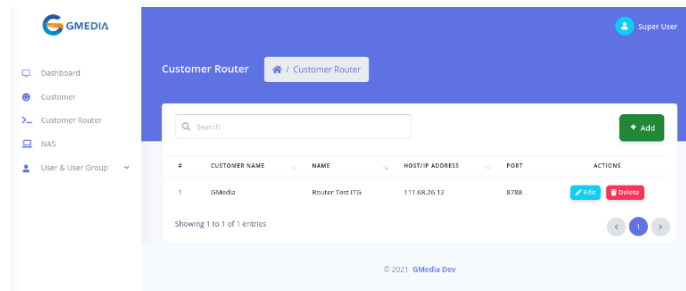 GMEDIA
Super User
Dashboard
Customer
Customer Router
NAS
User & User Group
Customer Router
/ Customer Router
Search
+ Add
# CUSTOMER NAME NAME HOST/IP ADDRESS PORT ACTIONS
1 GMedia Router Test ITG 111.68.26.12 8788 Edit Delete
Showing 1 to 1 of 1 entries
‹ 1 ›
© 2021 GMedia Dev